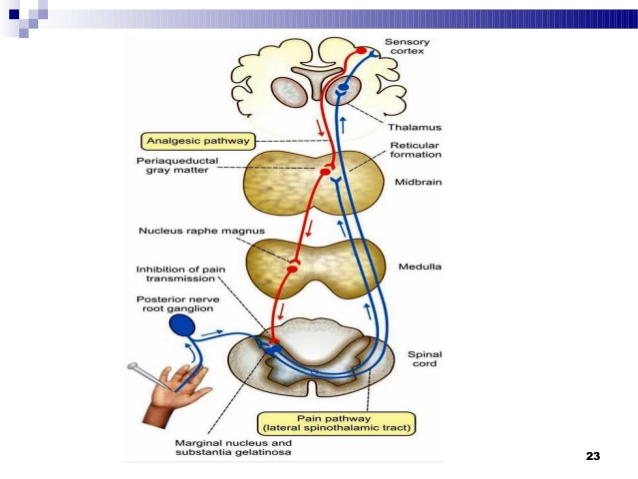 Sensory
cortex
Thalamus
Analgesic pathway
Reticular
formation
Periaqueductal
gray matter
Midbrain
Nucleus raphe magnus
Medulla
Inhibition of pain
transmission
Posterior nerve
root ganglion
Spinal
cord
Pain pathway
(lateral spinothalamic tract)
Marginal nucleus and
substantia gelatinosa
23